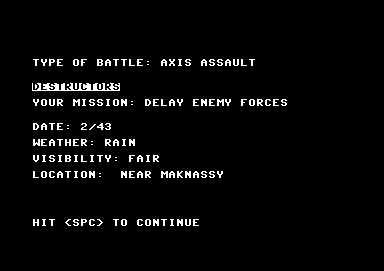 TYPE OF BATTLE: AXIS ASSAULT
DESTRUCTORS
YOUR MISSION: DELAY ENEMY FORCES
DATE: 2/43
WEATHER: RAIN
VISIBILITY: FAIR
LOCATION:  NEAR MAKNASSY
HIT <SPC> TO CONTINUE